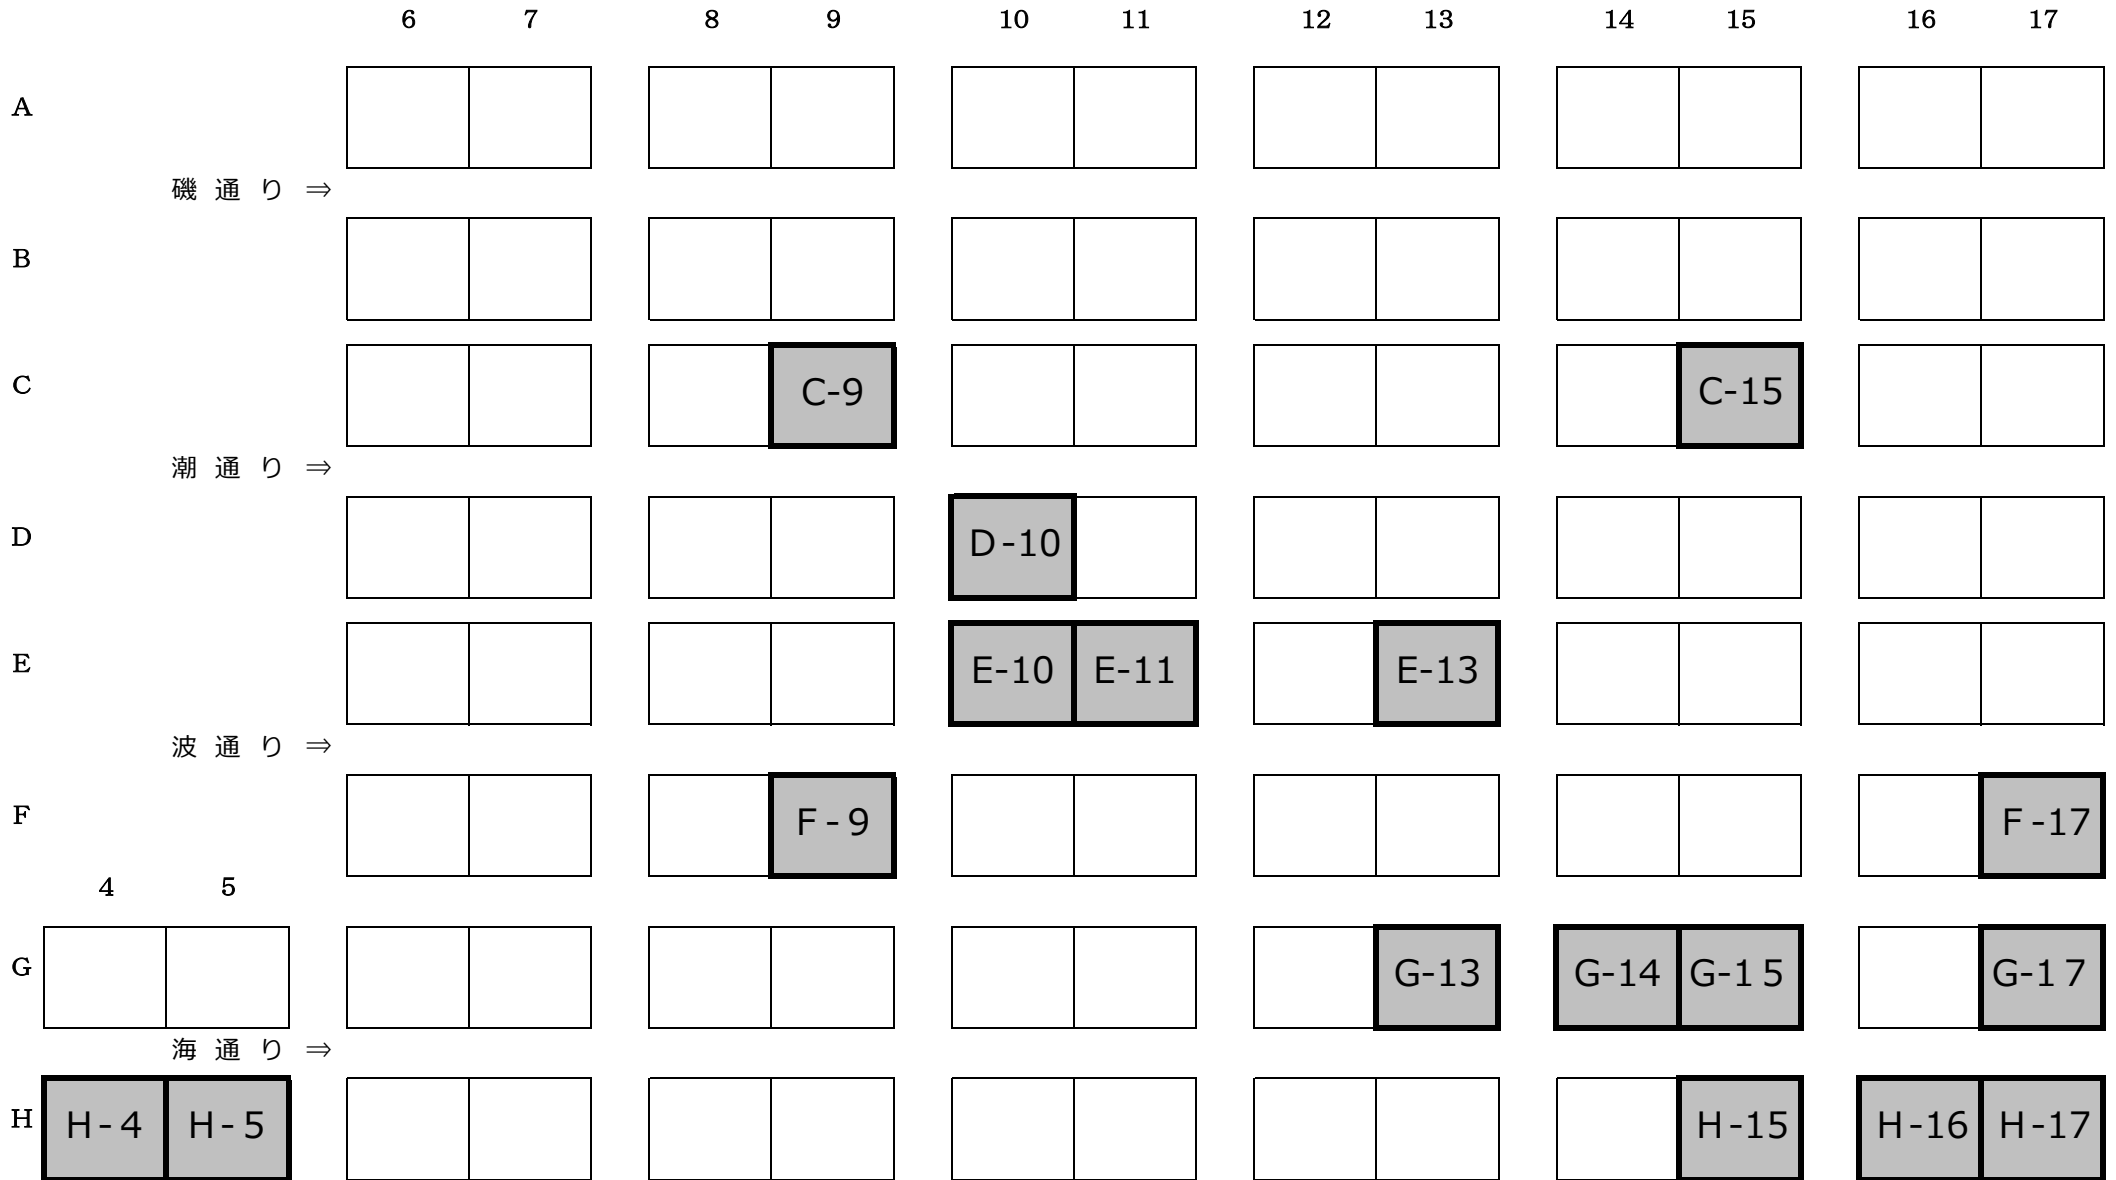 6 7 8 9 10 11 12 13 14 15 16 17
A
磯 通 り ⇒
B
C C-9 C-15
潮 通 り ⇒
D D-10
E E-10 E-11 E-13
波 通 り ⇒
F F-9 F-17
4 5
G G-13 G-14 G-15 G-17
海 通 り ⇒
H H-4 H-5 H-15 H-16 H-17